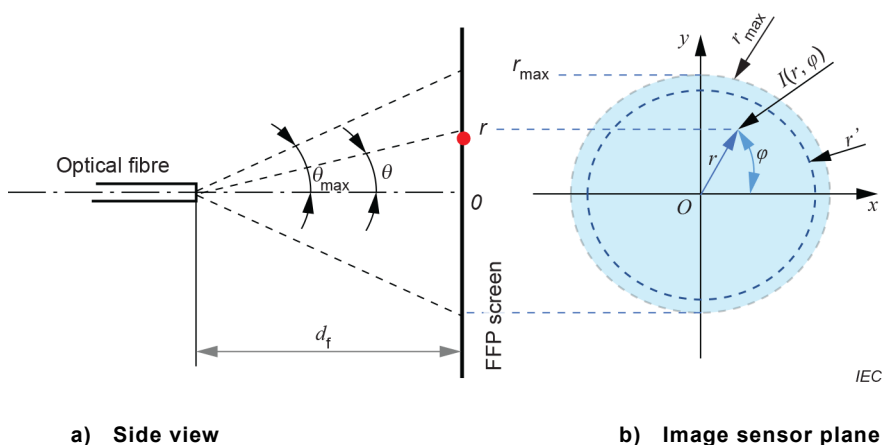 Optical fibre
θmax
θ
r
0
df
FFP screen
rmax
y
rmax
I(r, φ)
r'
r
φ
O
x
IEC
a) Side view
b) Image sensor plane